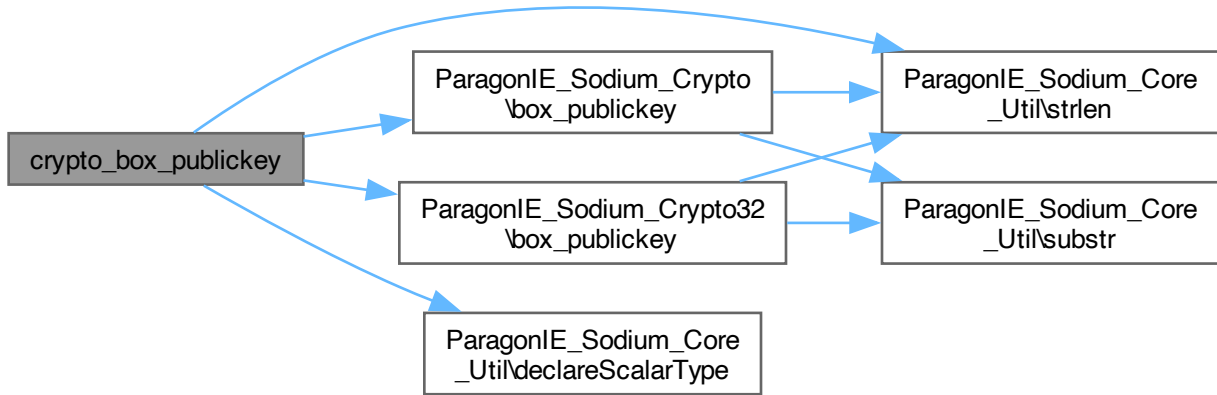 crypto_box_publickey
ParagonIE_Sodium_Crypto
\box_publickey
ParagonIE_Sodium_Crypto32
\box_publickey
ParagonIE_Sodium_Core
_Util\declareScalarType
ParagonIE_Sodium_Core
_Util\strlen
ParagonIE_Sodium_Core
_Util\substr